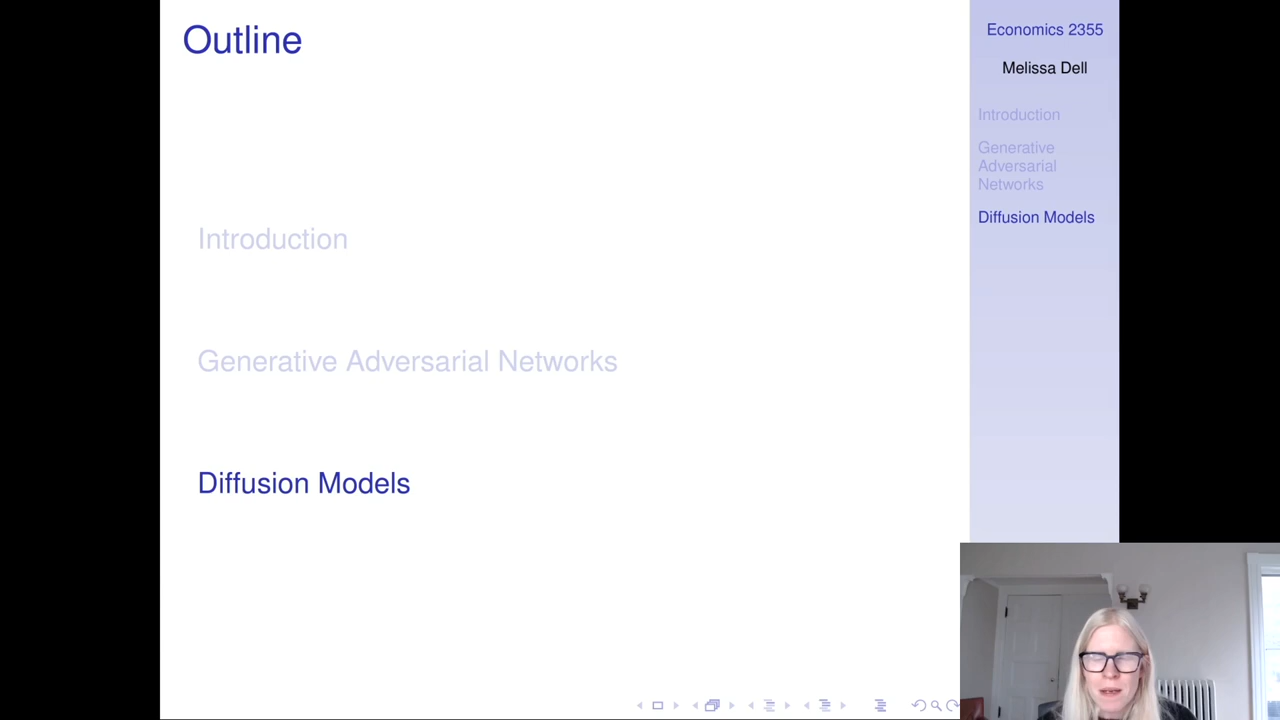 Outline
Introduction
Generative Adversarial Networks
Diffusion Models
Economics 2355
Melissa Dell
Introduction
Generative
Adversarial
Networks
Diffusion Models